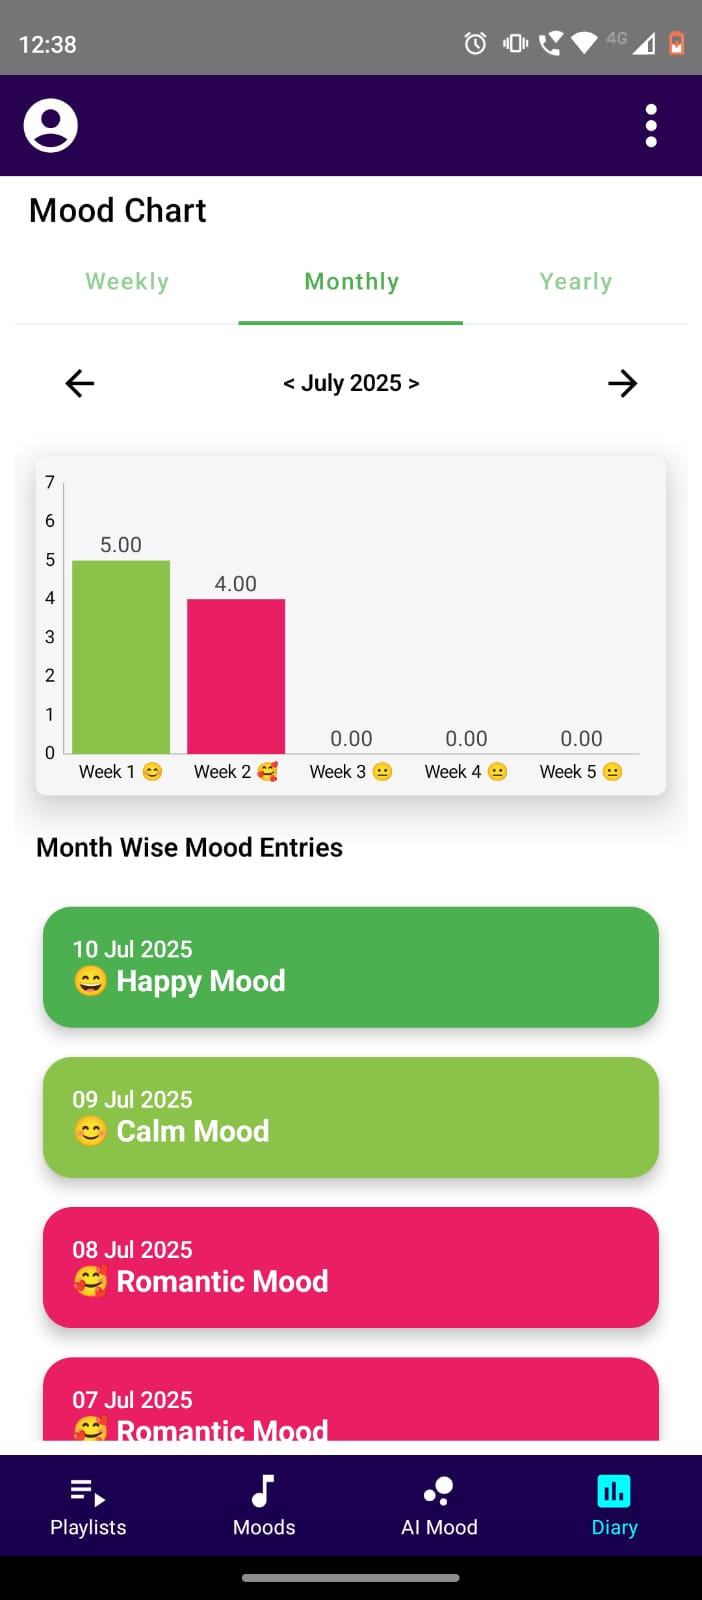 12:38
4G
Mood Chart
Weekly Monthly Yearly
< July 2025 >
7
6
5
4
3
2
1
0
5.00
4.00
0.00 0.00 0.00
Week 1 😊 Week 2 🥰 Week 3 😐 Week 4 😐 Week 5 😐
Month Wise Mood Entries
10 Jul 2025
😄 Happy Mood
09 Jul 2025
😊 Calm Mood
08 Jul 2025
🥰 Romantic Mood
07 Jul 2025
🥰 Romantic Mood
Playlists Moods AI Mood Diary